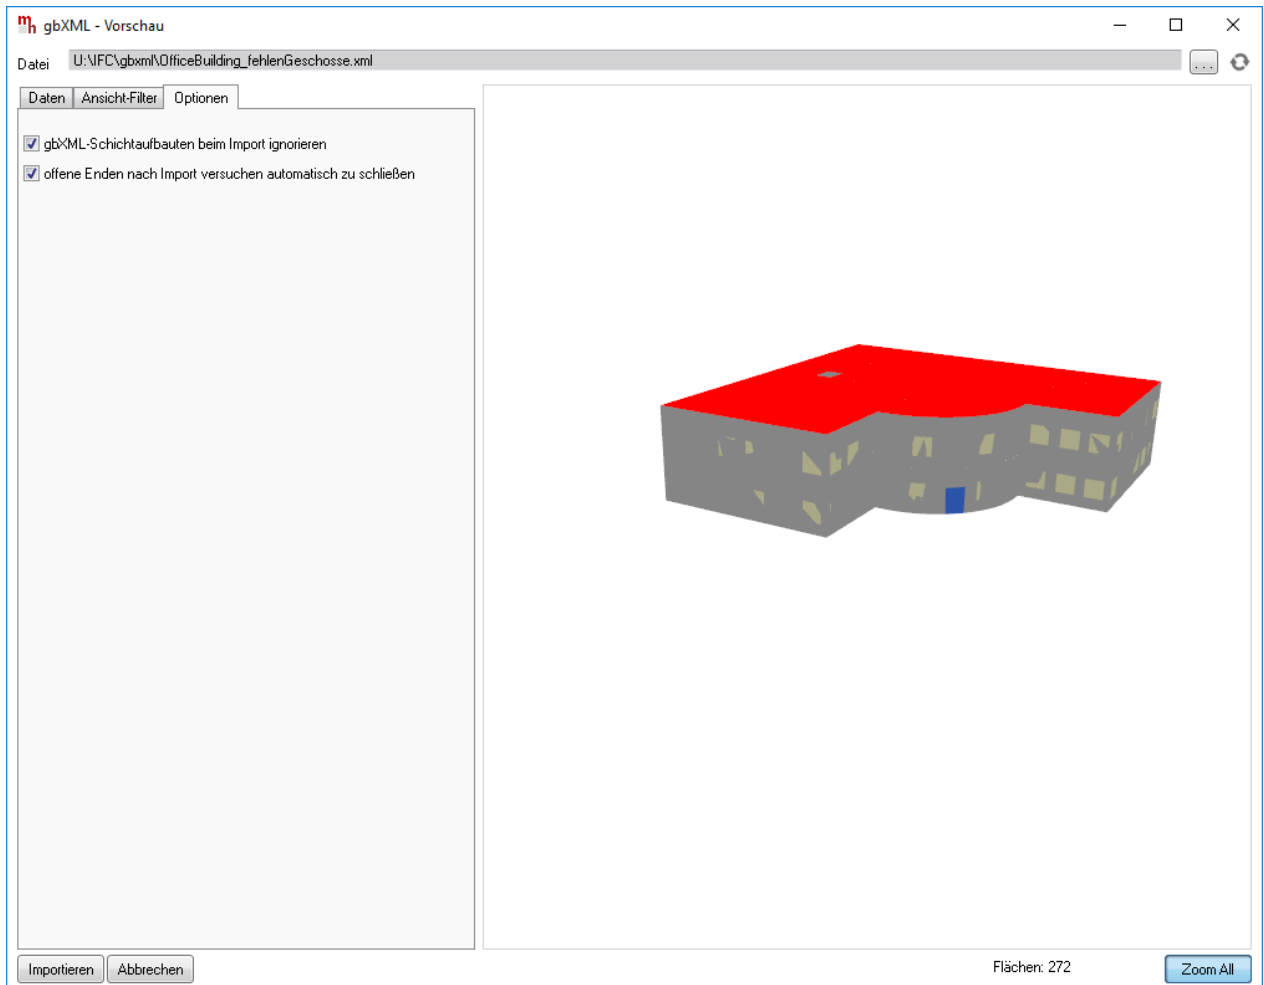 mh gbXML - Vorschau
Datei U:\IFC\gbxml\OfficeBuilding_fehlenGeschosse.xml ...
Daten Ansicht-Filter Optionen
gbXML-Schichtaufbauten beim Import ignorieren
offene Enden nach Import versuchen automatisch zu schließen
Importieren Abbrechen Flächen: 272 Zoom All